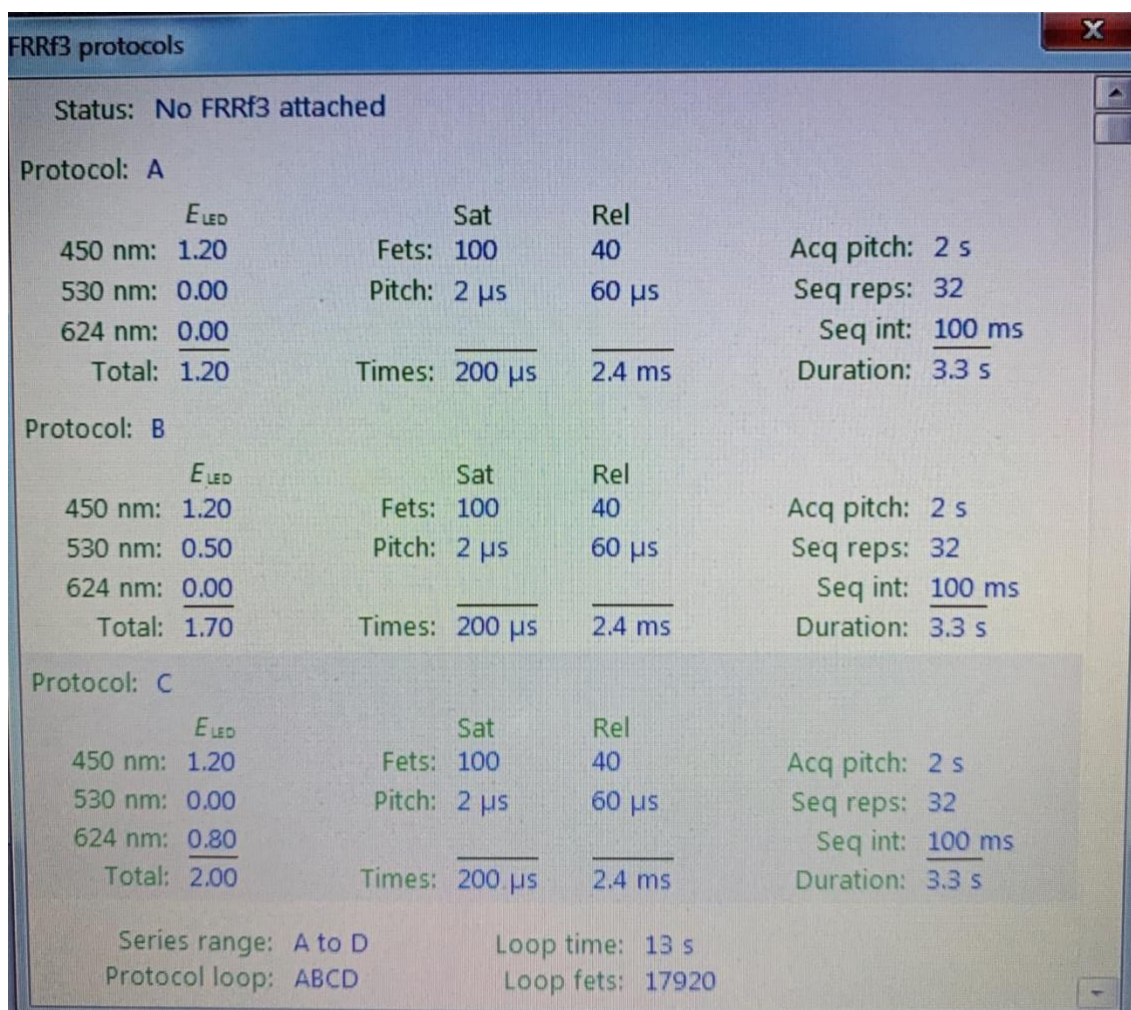 FRRf3 protocols
Status: No FRRf3 attached
Protocol: A
E LED Sat Rel
450 nm: 1.20 Fets: 100 40 Acq pitch: 2 s
530 nm: 0.00 Pitch: 2 µs 60 µs Seq reps: 32
624 nm: 0.00 Seq int: 100 ms
Total: 1.20 Times: 200 µs 2.4 ms Duration: 3.3 s
Protocol: B
E LED Sat Rel
450 nm: 1.20 Fets: 100 40 Acq pitch: 2 s
530 nm: 0.50 Pitch: 2 µs 60 µs Seq reps: 32
624 nm: 0.00 Seq int: 100 ms
Total: 1.70 Times: 200 µs 2.4 ms Duration: 3.3 s
Protocol: C
E LED Sat Rel
450 nm: 1.20 Fets: 100 40 Acq pitch: 2 s
530 nm: 0.00 Pitch: 2 µs 60 µs Seq reps: 32
624 nm: 0.80 Seq int: 100 ms
Total: 2.00 Times: 200 µs 2.4 ms Duration: 3.3 s
Series range: A to D Loop time: 13 s
Protocol loop: ABCD Loop fets: 17920